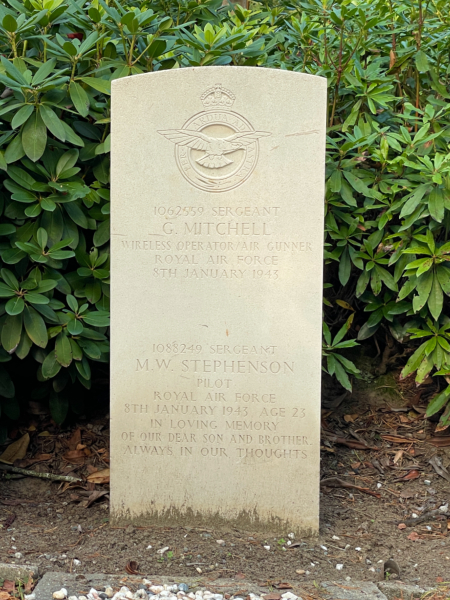 1062659 SERGEANT
G. MITCHELL
WIRELESS OPERATOR/AIR GUNNER
ROYAL AIR FORCE
8TH JANUARY 1943
1088249 SERGEANT
M.W. STEPHENSON
PILOT
ROYAL AIR FORCE
8TH JANUARY 1943 AGE 23
IN LOVING MEMORY
OF OUR DEAR SON AND BROTHER.
ALWAYS IN OUR THOUGHTS